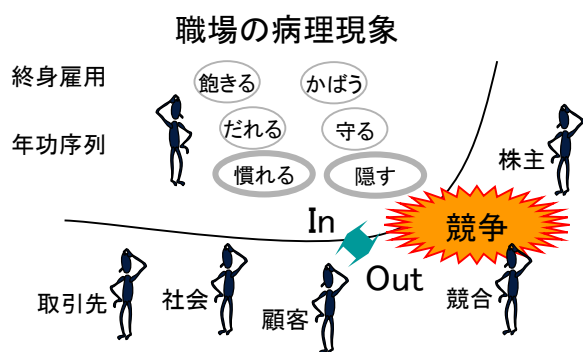 職場の病理現象
終身雇用
飽きる
かばう
年功序列
だれる
守る
慣れる
隠す
株主
In
競争
Out
取引先
社会
顧客
競合